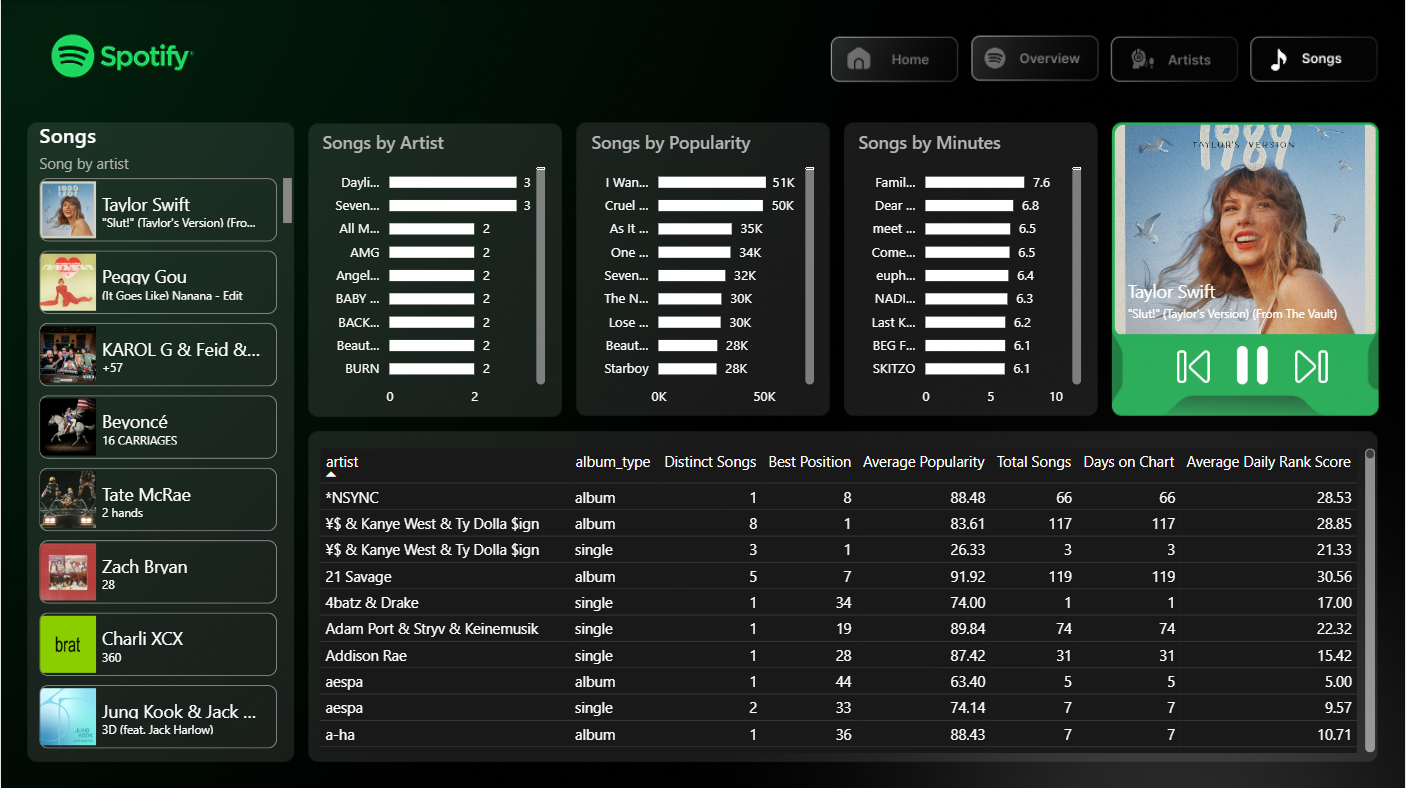 Spotify
Home
Overview
Artists
Songs
Songs
Song by artist
Taylor Swift
"Slut!" (Taylor's Version) (Fro...
Peggy Gou
(It Goes Like) Nanana - Edit
KAROL G & Feid &...
+57
Beyoncé
16 CARRIAGES
Tate McRae
2 hands
Zach Bryan
28
brat
Charli XCX
360
JUNG KOOK
Jung Kook & Jack ...
3D (feat. Jack Harlow)
Songs by Artist
Dayli... 3
Seven... 3
All M... 2
AMG 2
Angel... 2
BABY ... 2
BACK... 2
Beaut... 2
BURN 2
0 2
Songs by Popularity
I Wan... 51K
Cruel ... 50K
As It ... 35K
One ... 34K
Seven... 32K
The N... 30K
Lose ... 30K
Beaut... 28K
Starboy 28K
0K 50K
Songs by Minutes
Famil... 7.6
Dear ... 6.8
meet ... 6.5
Come... 6.5
euph... 6.4
NADI... 6.3
Last K... 6.2
BEG F... 6.1
SKITZO 6.1
0 5 10
1989
TAYLOR'S VERSION
Taylor Swift
"Slut!" (Taylor's Version) (From The Vault)
artist album_type Distinct Songs Best Position Average Popularity Total Songs Days on Chart Average Daily Rank Score
*NSYNC album 1 8 88.48 66 66 28.53
¥$ & Kanye West & Ty Dolla $ign album 8 1 83.61 117 117 28.85
¥$ & Kanye West & Ty Dolla $ign single 3 1 26.33 3 3 21.33
21 Savage album 5 7 91.92 119 119 30.56
4batz & Drake single 1 34 74.00 1 1 17.00
Adam Port & Stryv & Keinemusik single 1 19 89.84 74 74 22.32
Addison Rae single 1 28 87.42 31 31 15.42
aespa album 1 44 63.40 5 5 5.00
aespa single 2 33 74.14 7 7 9.57
a-ha album 1 36 88.43 7 7 10.71